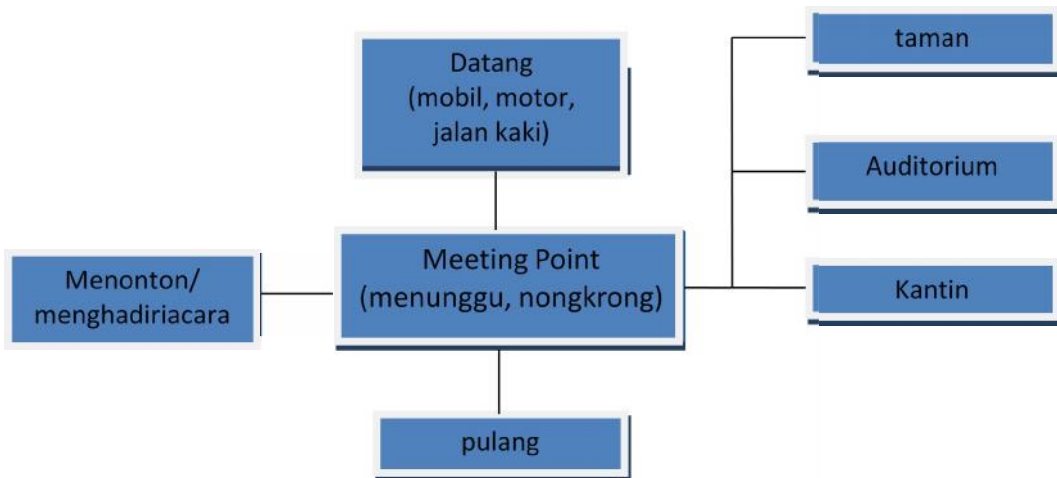 Datang
(mobil, motor,
jalan kaki)
taman
Auditorium
Meeting Point
(menunggu, nongkrong)
Menonton/
menghadiriacara
Kantin
pulang